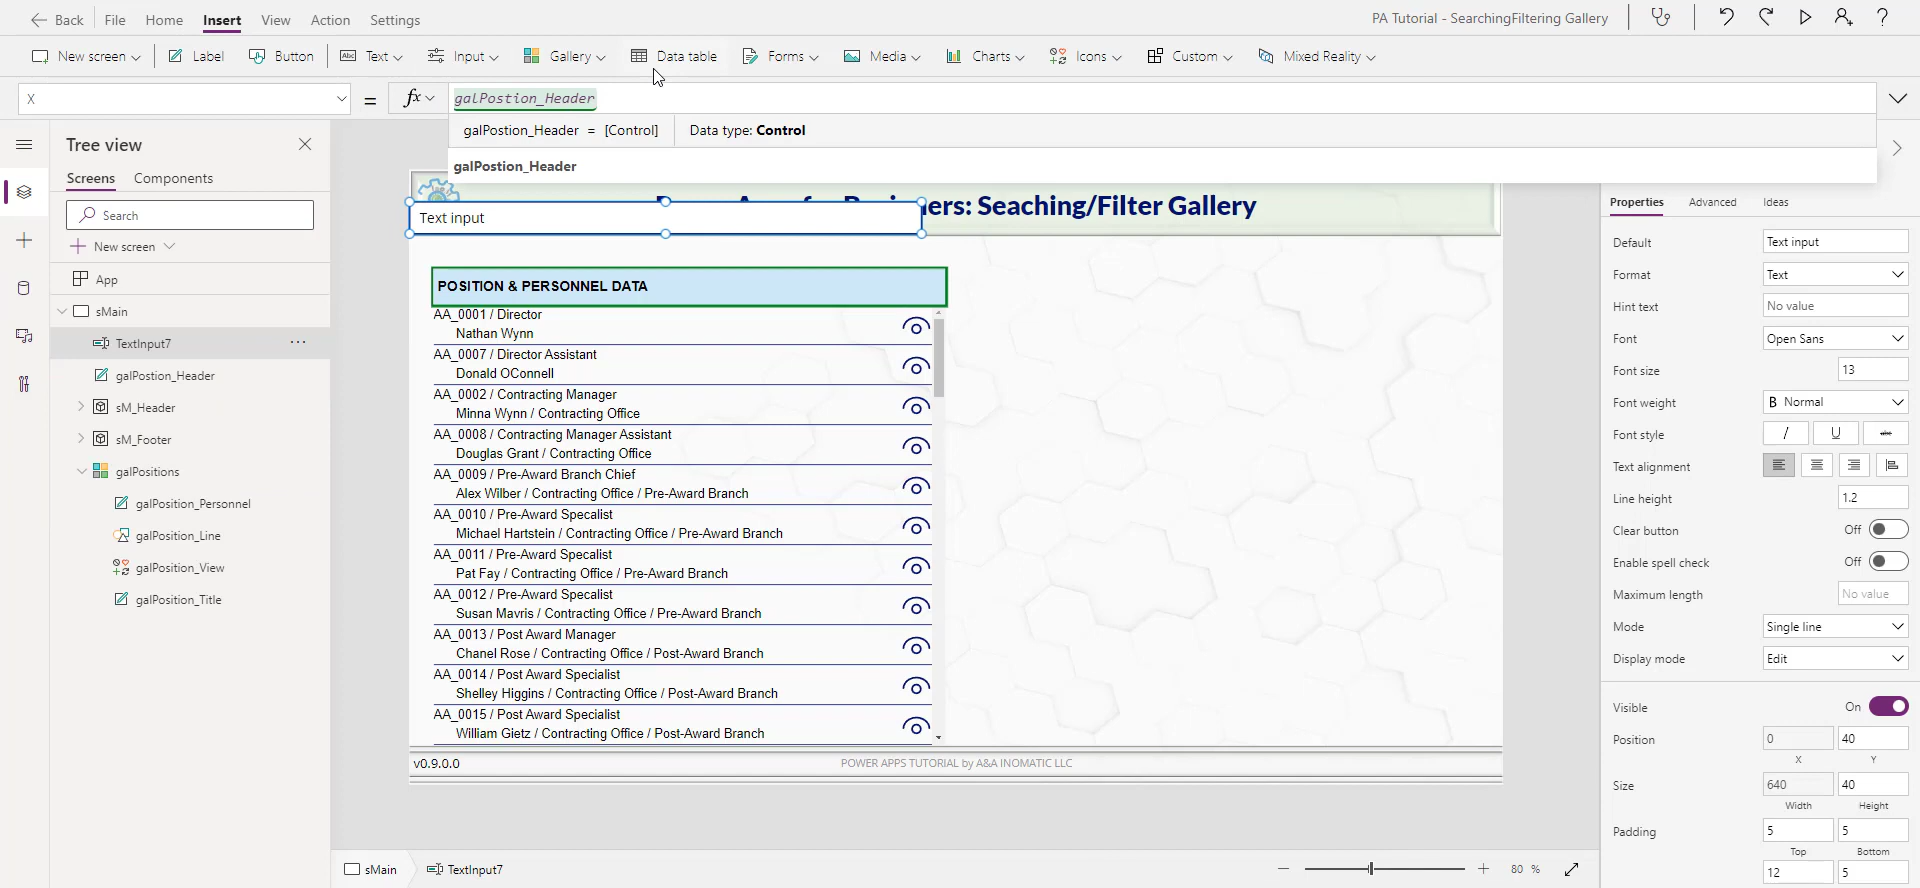 Back File Home Insert View Action Settings PA Tutorial - SearchingFiltering Gallery
New screen Label Button Text Input Gallery Data table Forms Media Charts Icons Custom Mixed Reality
X = fx galPostion_Header
galPostion_Header = [Control] Data type: Control
galPostion_Header
Tree view
Screens Components
Search
New screen
App
sMain
TextInput7 ...
galPostion_Header
sM_Header
sM_Footer
galPositions
galPosition_Personnel
galPosition_Line
galPosition_View
galPosition_Title
ers: Seaching/Filter Gallery
Text input
POSITION & PERSONNEL DATA
AA_0001 / Director
Nathan Wynn
AA_0007 / Director Assistant
Donald OConnell
AA_0002 / Contracting Manager
Minna Wynn / Contracting Office
AA_0008 / Contracting Manager Assistant
Douglas Grant / Contracting Office
AA_0009 / Pre-Award Branch Chief
Alex Wilber / Contracting Office / Pre-Award Branch
AA_0010 / Pre-Award Specalist
Michael Hartstein / Contracting Office / Pre-Award Branch
AA_0011 / Pre-Award Specialist
Pat Fay / Contracting Office / Pre-Award Branch
AA_0012 / Pre-Award Specialist
Susan Mavris / Contracting Office / Pre-Award Branch
AA_0013 / Post Award Manager
Chanel Rose / Contracting Office / Post-Award Branch
AA_0014 / Post Award Specialist
Shelley Higgins / Contracting Office / Post-Award Branch
AA_0015 / Post Award Specialist
William Gietz / Contracting Office / Post-Award Branch
v0.9.0.0 POWER APPS TUTORIAL by A&A INOMATIC LLC
sMain TextInput7 80 %
Properties Advanced Ideas
Default Text input
Format Text
Hint text No value
Font Open Sans
Font size 13
Font weight B Normal
Font style / U abc
Text alignment
Line height 1.2
Clear button Off
Enable spell check Off
Maximum length No value
Mode Single line
Display mode Edit
Visible On
Position 0 40
X Y
Size 640 40
Width Height
Padding 5 5
Top Bottom
12 5